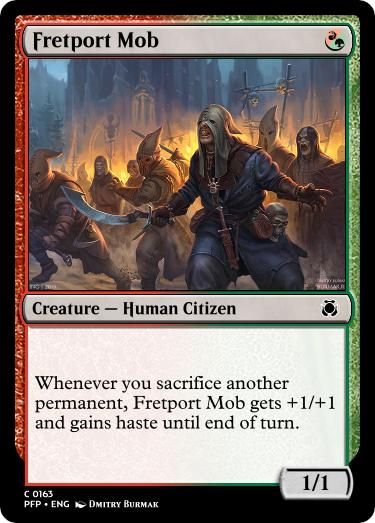 Fretport Mob
Creature — Human Citizen
Whenever you sacrifice another
permanent, Fretport Mob gets +1/+1
and gains haste until end of turn.
1/1
C 0163
PFP • ENG DMITRY BURMAK